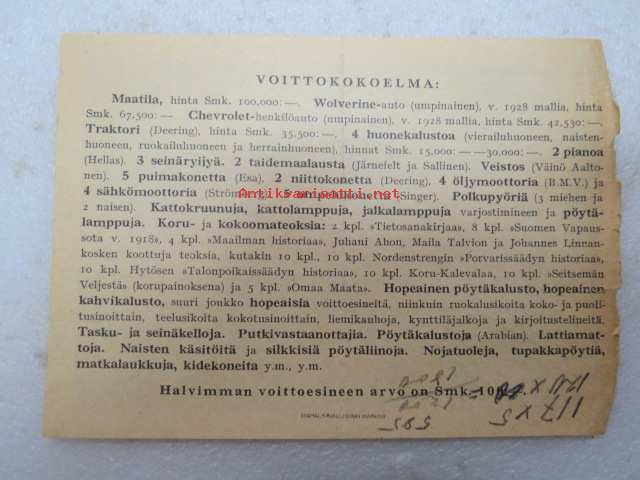 VOITTOKOKOELMA:
Maatila, hinta Smk. 100,000:—. Wolverine-auto (umpinainen), v. 1928 mallia, hinta
Smk. 67,500:— Chevrolet-henkilöauto (umpinainen), v. 1928 mallia, Smk. 42,530:—.
Traktori (Deering), hinta Smk. 35,500:—. 4 huonekalustoa (vierailuhuoneen, naisten-
huoneen, ruokailuhuoneen ja herrainhuoneen), hinnat Smk. 15,000:——30,000:—. 2 pianoa
(Hellas). 3 seinäryijyä. 2 taidemaalausta (Järnefelt ja Sallinen). Veistos (Väinö Aalto-
nen). 5 puimakonetta (Esa). 2 niittokonetta (Deering), 4 öljymoottoria (B.M.V.) ja
4 sähkömoottoria 5 ompelukonetta (Singer). Polkupyöriä (3 miehen ja
Antiikvariaatti.net
2 naisen). Kattokruunuja, kattolamppuja, jalkalamppuja varjostimineen ja pöytä-
lamppuja. Koru- ja kokoomateoksia: 2 kpl. »Tietosanakirjaa», 8 kpl. »Suomen Vapaus-
sota v. 1918», 4 kpl. »Maailman historiaa», Juhani Ahon, Maila Talvion ja Johannes Linnan-
kosken koottuja teoksia, kutakin 10 kpl., 10 kpl. Nordenstrengin »Porvarissäädyn historiaa»,
10 kpl. Hytösen »Talonpoikaissäädyn historiaa», 10 kpl. Koru-Kalevalaa, 10 kpl. »Seitsemän
Veljestä» (korupainoksena) ja 5 kpl. »Omaa Maata». Hopeainen pöytäkalusto, hopeainen
kahvikalusto, suuri joukko hopeaisia voittoesineitä, niinkuin ruokalusikoita koko- ja puoli-
tusinoittain, teelusikoita kokotusinoittain, liemikauhoja, kynttiläjalkoja ja kirjoitustelineitä.
Tasku- ja seinäkelloja. Putkivastaanottajia. Pöytäkalustoja (Arabian). Lattiamat-
toja. Naisten käsitöitä ja silkkisiä pöytäliinoja. Nojatuoleja, tupakkapöytiä,
matkalaukkuja, kidekoneita y.m., y.m.
Halvimman voittoesineen arvo on Smk.
117 x 5
585